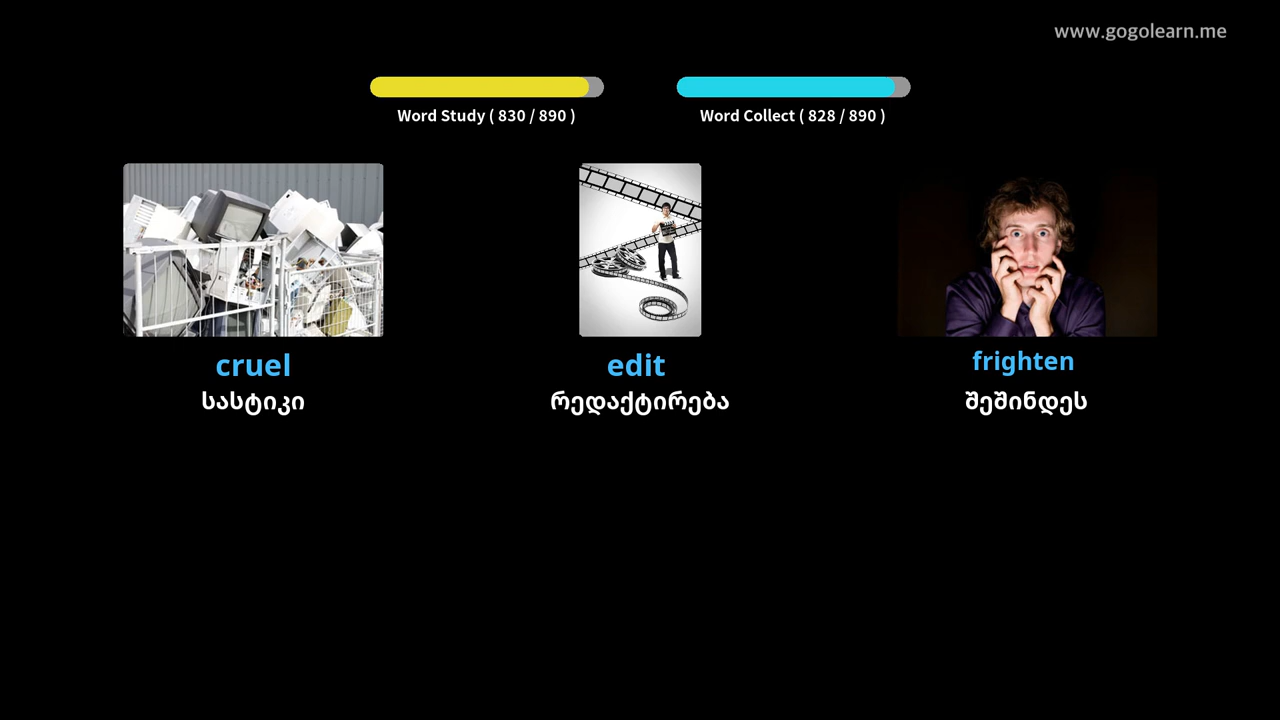 www.gogolearn.me
Word Study ( 830 / 890 )
Word Collect ( 828 / 890 )
cruel
edit
frighten
სასტიკი
რედაქტირება
შეშინდეს